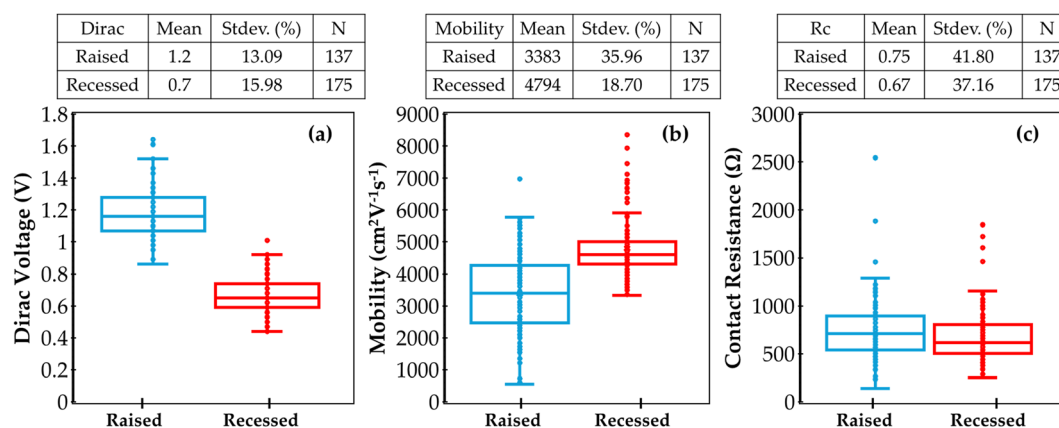 Dirac Mean Stdev. (%) N
Raised 1.2 13.09 137
Recessed 0.7 15.98 175
Mobility Mean Stdev. (%) N
Raised 3383 35.96 137
Recessed 4794 18.70 175
Rc Mean Stdev. (%) N
Raised 0.75 41.80 137
Recessed 0.67 37.16 175
(a)
Dirac Voltage (V)
1.8
1.6
1.4
1.2
1
0.8
0.6
0.4
0.2
0
Raised Recessed
(b)
Mobility (cm²V⁻¹s⁻¹)
9000
8000
7000
6000
5000
4000
3000
2000
1000
0
Raised Recessed
(c)
Contact Resistance (Ω)
3000
2500
2000
1500
1000
500
0
Raised Recessed